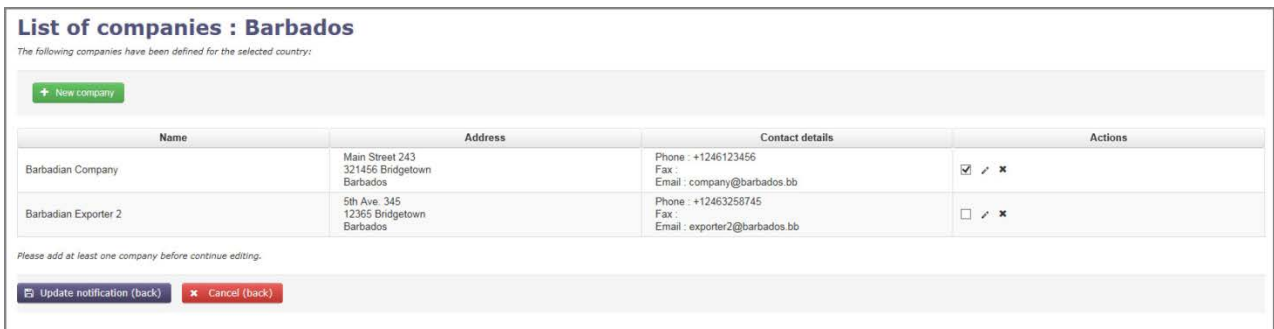 List of companies : Barbados
The following companies have been defined for the selected country:
New company
Name Address Contact details Actions
Barbadian Company
Main Street 243
321456 Bridgetown
Barbados
Phone : +1246123456
Fax :
Email : company@barbados.bb
Barbadian Exporter 2
5th Ave. 345
12365 Bridgetown
Barbados
Phone : +12463258745
Fax :
Email : exporter2@barbados.bb
Please add at least one company before continue editing.
Update notification (back) Cancel (back)